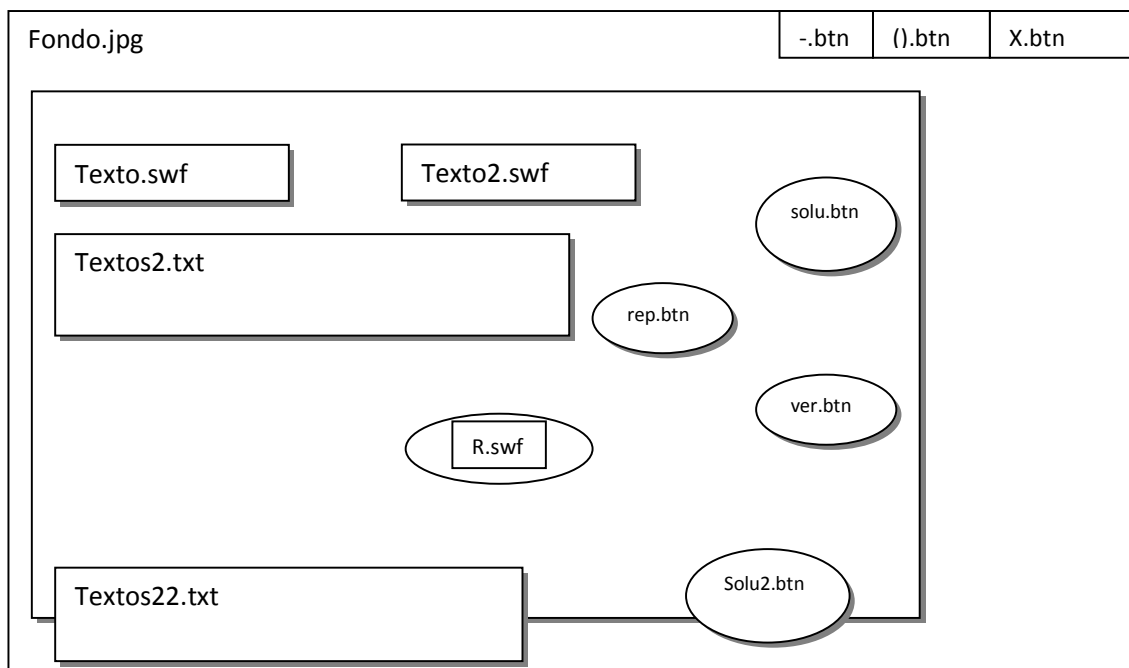 Fondo.jpg
-.btn
().btn
X.btn
Texto.swf
Texto2.swf
solu.btn
Textos2.txt
rep.btn
ver.btn
R.swf
Textos22.txt
Solu2.btn